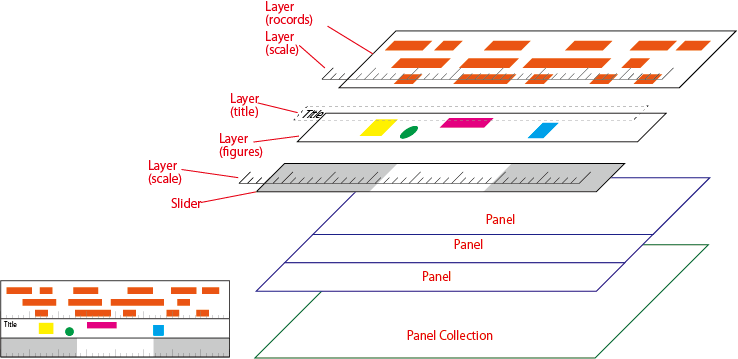 Layer
(rocords)
Layer
(scale)
Layer
(title)
Title
Layer
(figures)
Layer
(scale)
Slider
Panel
Panel
Panel
Panel Collection
Title